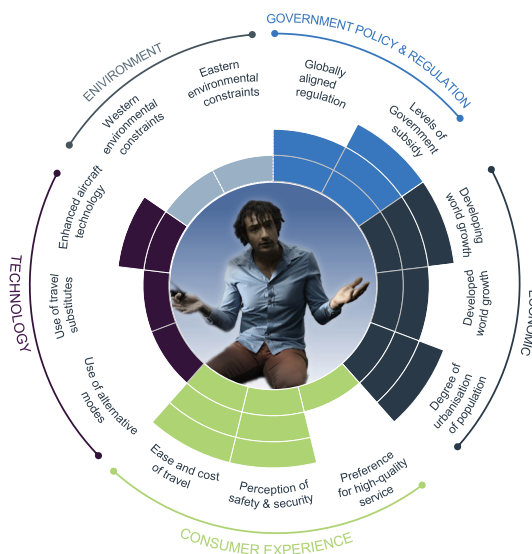 GOVERNMENT POLICY & REGULATION
Globally
aligned
regulation
Levels of
Government
subsidy
ECONOMIC
Developing
world growth
Developed
world growth
Degree of
urbanisation
of population
CONSUMER EXPERIENCE
Preference
for high-quality
service
Perception of
safety & security
Ease and cost
of travel
TECHNOLOGY
Use of alternative
modes
Use of travel
substitutes
Enhanced aircraft
technology
ENIVIRONMENT
Western
environmental
constraints
Eastern
environmental
constraints